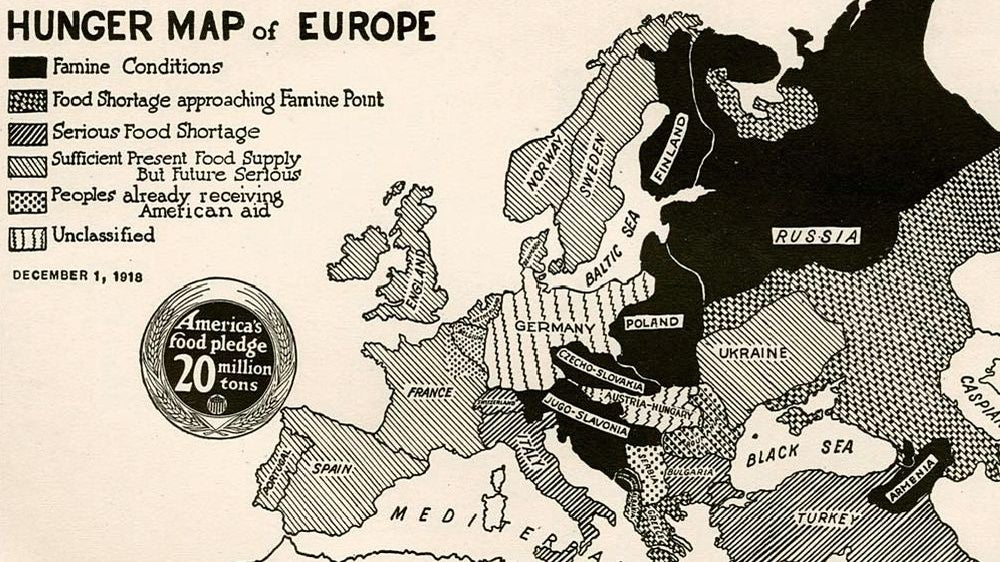 HUNGER MAP of EUROPE
Famine Conditions
Food Shortage approaching Famine Point
Serious Food Shortage
Sufficient Present Food Supply
But Future Serious
Peoples already receiving
American aid
Unclassified
DECEMBER 1, 1918
America's
food pledge
20 million
tons
NORWAY
SWEDEN
FINLAND
RUSSIA
BALTIC SEA
ENGLAND
GERMANY
POLAND
UKRAINE
CZECHO-SLOVAKIA
FRANCE
SWITZERLAND
AUSTRIA-HUNGARY
JUGO-SLAVONIA
CASPIAN
ITALY
BLACK SEA
PORTUGAL
SPAIN
SERBIA
BULGARIA
ARMENIA
MEDITERRA
TURKEY